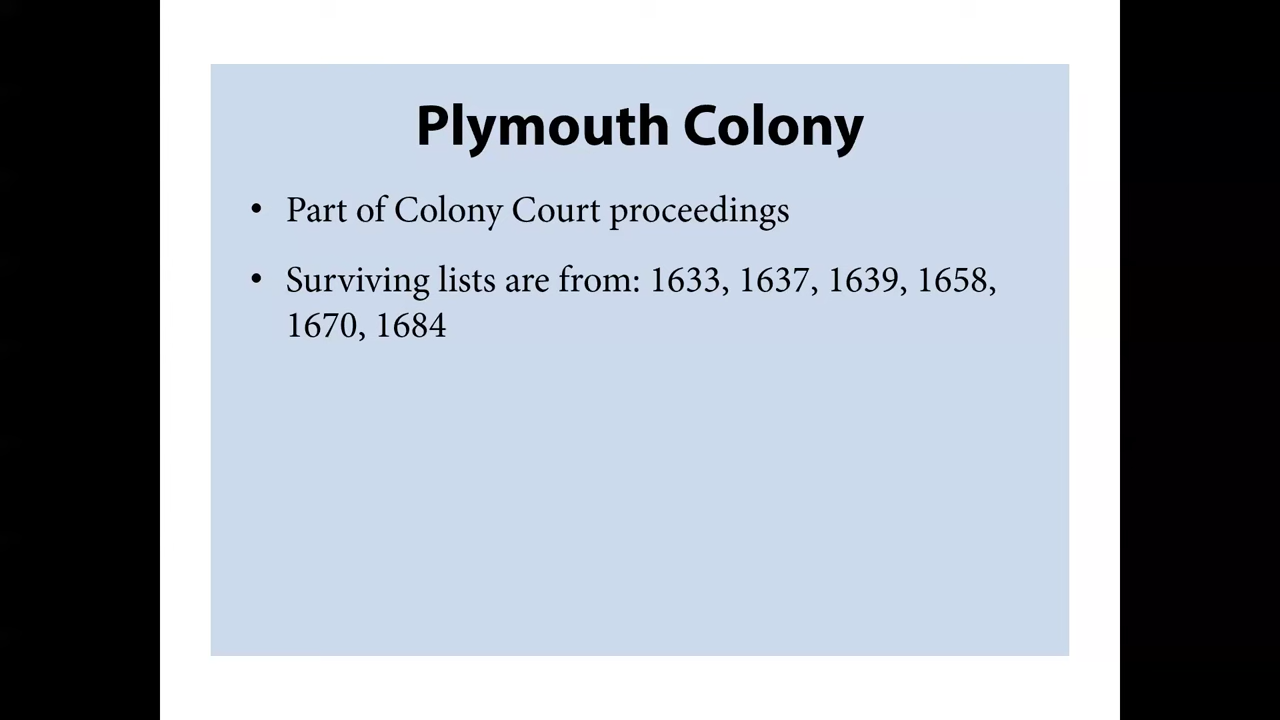 Plymouth Colony
• Part of Colony Court proceedings
• Surviving lists are from: 1633, 1637, 1639, 1658,
1670, 1684